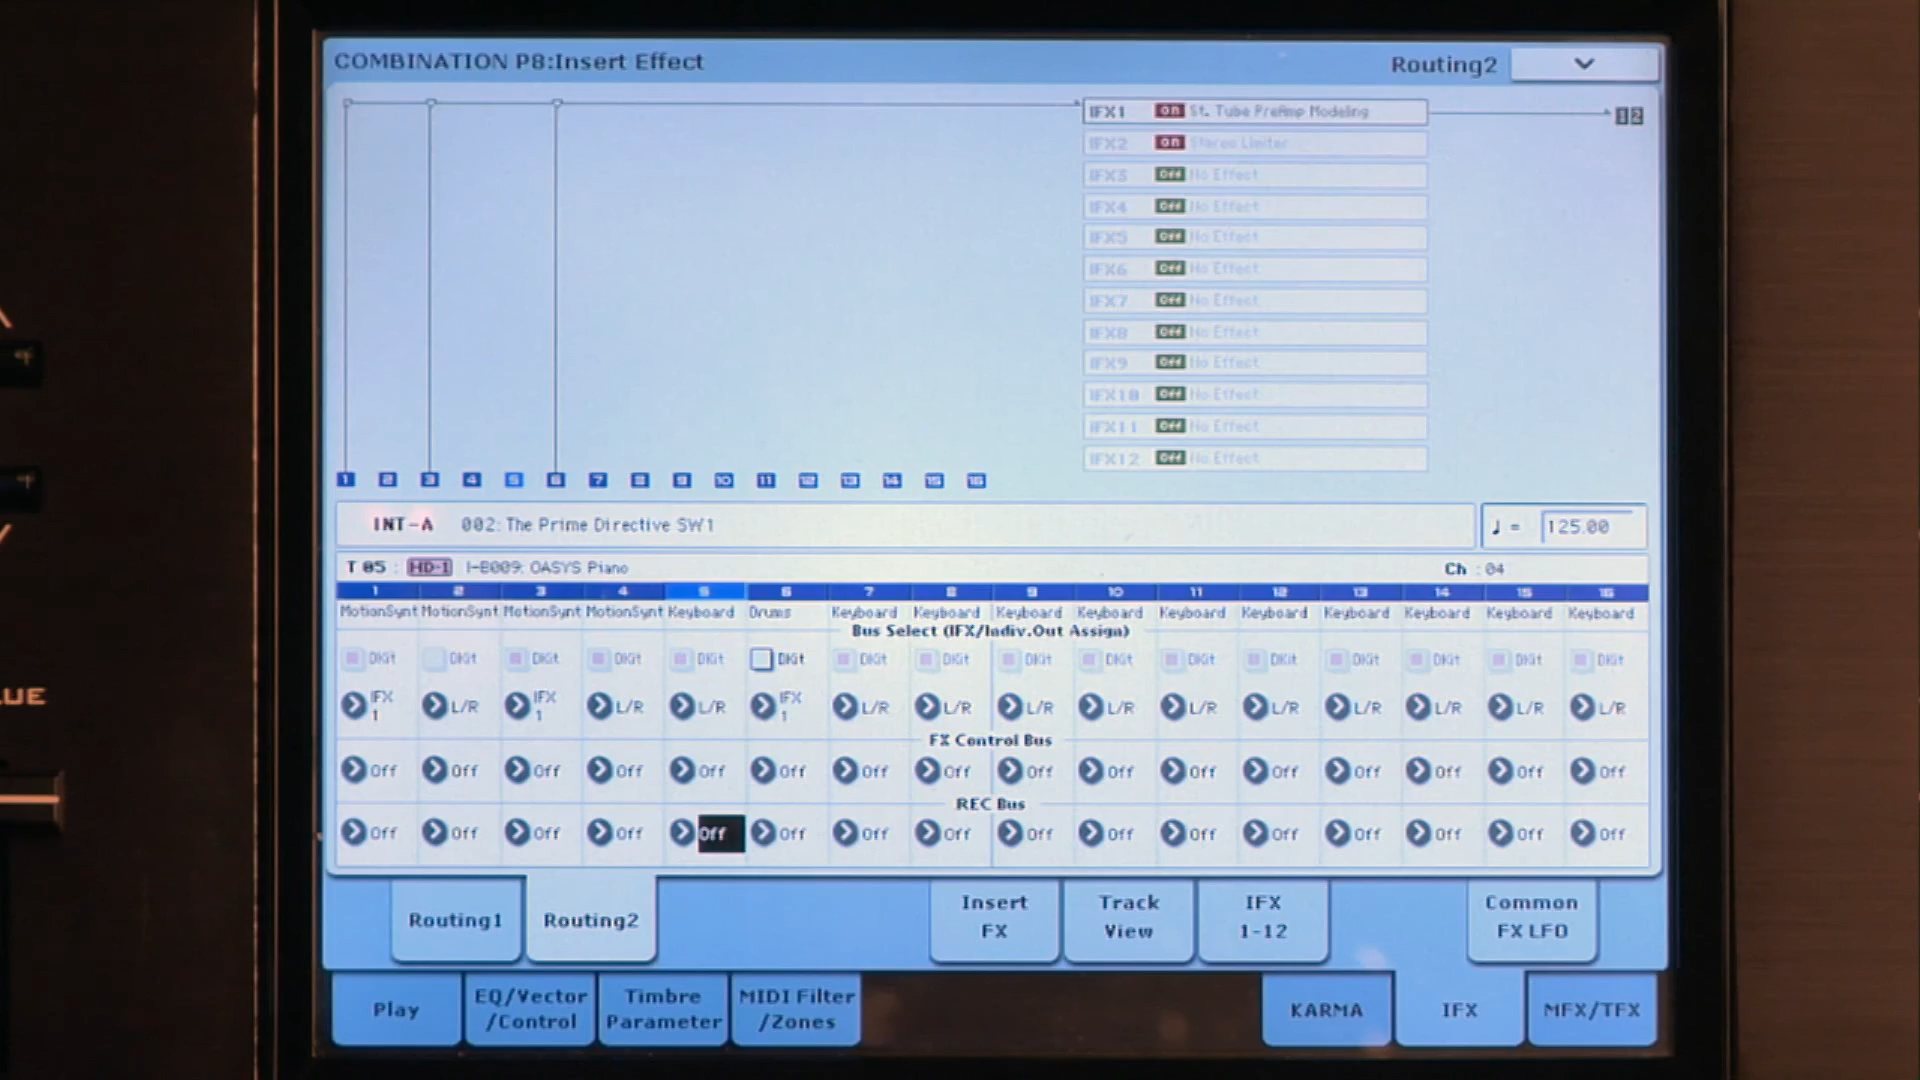 COMBINATION P8:Insert Effect
Routing2
IFX1 On St. Tube PreAmp Modeling
12
IFX2 On Stereo Limiter
IFX3 Off No Effect
IFX4 Off No Effect
IFX5 Off No Effect
IFX6 Off No Effect
IFX7 Off No Effect
IFX8 Off No Effect
IFX9 Off No Effect
IFX10 Off No Effect
IFX11 Off No Effect
IFX12 Off No Effect
1 2 3 4 5 6 7 8 9 10 11 12 13 14 15 16
INT-A 002: The Prime Directive SW1
♩ = 125.00
T 05 : HD-1 I-B009: OASYS Piano
Ch : 04
1 2 3 4 5 6 7 8 9 10 11 12 13 14 15 16
MotionSynt MotionSynt MotionSynt MotionSynt Keyboard Drums Keyboard Keyboard Keyboard Keyboard Keyboard Keyboard Keyboard Keyboard Keyboard Keyboard
Bus Select (IFX/Indiv.Out Assign)
DKit DKit DKit DKit DKit DKit DKit DKit DKit DKit DKit DKit DKit DKit DKit DKit
IFX 1 L/R IFX 1 L/R L/R IFX 1 L/R L/R L/R L/R L/R L/R L/R L/R L/R L/R
FX Control Bus
Off Off Off Off Off Off Off Off Off Off Off Off Off Off Off Off
REC Bus
Off Off Off Off Off Off Off Off Off Off Off Off Off Off Off Off
Routing1
Routing2
Insert
FX
Track
View
IFX
1-12
Common
FX LFO
Play
EQ/Vector
/Control
Timbre
Parameter
MIDI Filter
/Zones
KARMA
IFX
MFX/TFX
LUE